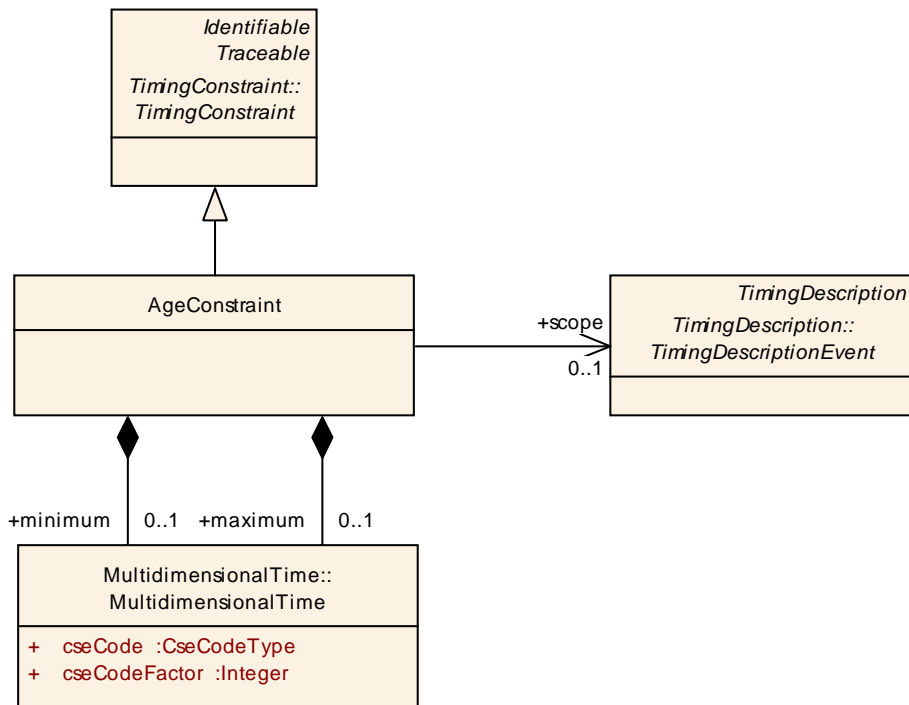 Identifiable
Traceable
TimingConstraint::
TimingConstraint
AgeConstraint
+scope
0..1
TimingDescription
TimingDescription::
TimingDescriptionEvent
+minimum 0..1 +maximum 0..1
MultidimensionalTime::
MultidimensionalTime
+ cseCode :CseCodeType
+ cseCodeFactor :Integer